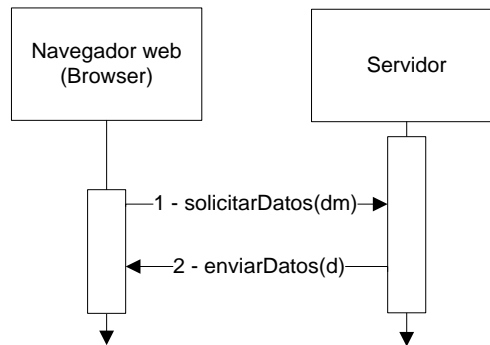 Navegador web
(Browser)
Servidor
1 - solicitarDatos(dm)
2 - enviarDatos(d)